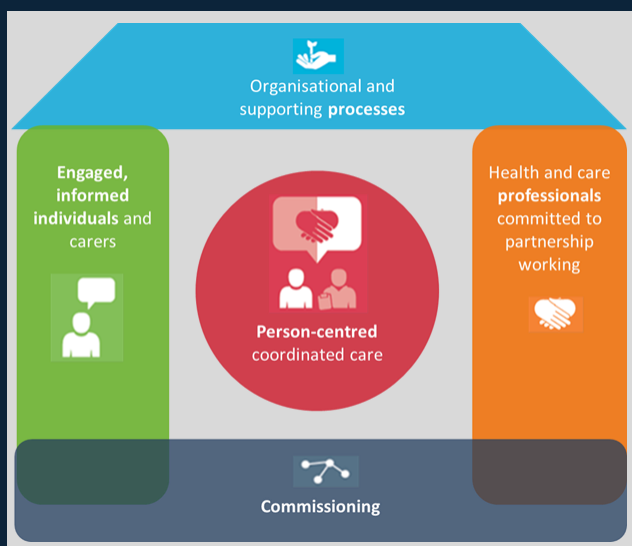 Organisational and
supporting processes
Engaged,
informed
individuals and
carers
Person-centred
coordinated care
Health and care
professionals
committed to
partnership
working
Commissioning